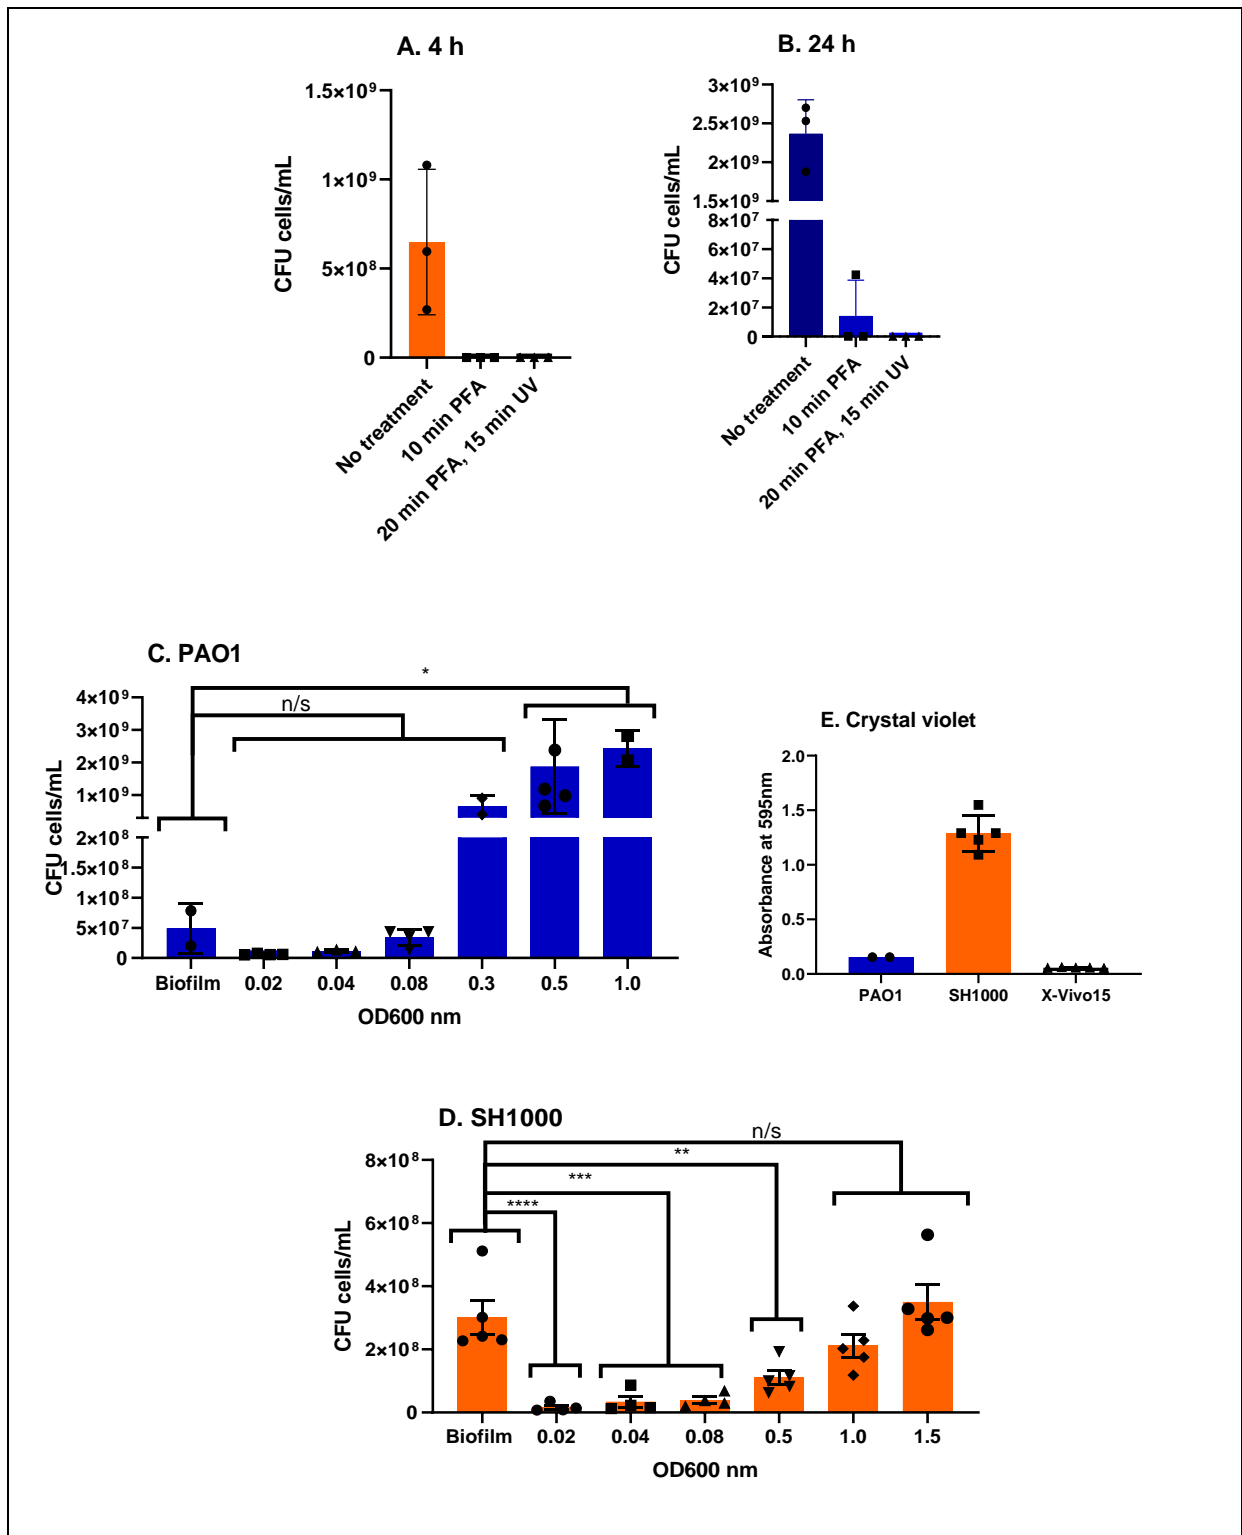 A. 4 h
CFU cells/mL
1.5×10⁹
1×10⁹
5×10⁸
0
No treatment
10 min PFA
20 min PFA, 15 min UV
B. 24 h
CFU cells/mL
3×10⁹
2.5×10⁹
2×10⁹
1.5×10⁹
8×10⁷
6×10⁷
4×10⁷
2×10⁷
0
No treatment
10 min PFA
20 min PFA, 15 min UV
C. PAO1
*
n/s
CFU cells/mL
4×10⁹
3×10⁹
2×10⁹
1×10⁹
2×10⁸
1.5×10⁸
1×10⁸
5×10⁷
0
Biofilm 0.02 0.04 0.08 0.3 0.5 1.0
OD600 nm
E. Crystal violet
Absorbance at 595nm
2.0
1.5
1.0
0.5
0.0
PAO1 SH1000 X-Vivo15
D. SH1000
n/s
**
***
****
CFU cells/mL
8×10⁸
6×10⁸
4×10⁸
2×10⁸
0
Biofilm 0.02 0.04 0.08 0.5 1.0 1.5
OD600 nm